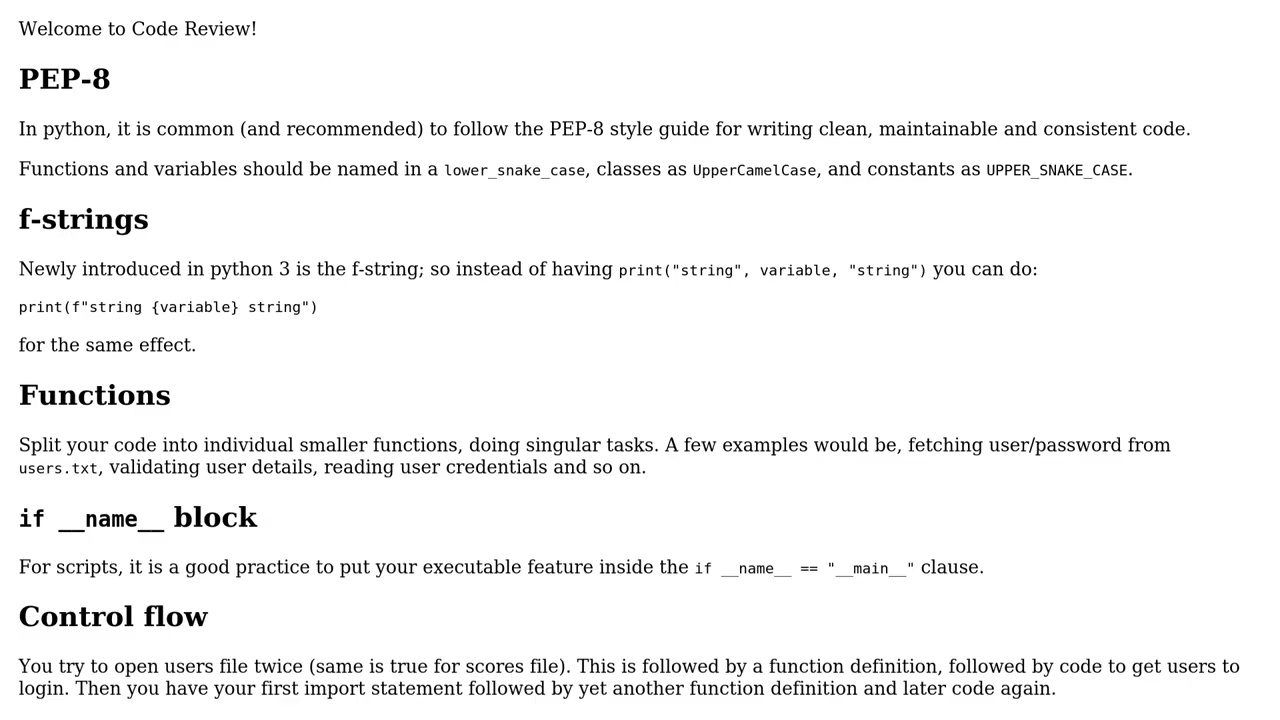 Welcome to Code Review!
PEP-8
In python, it is common (and recommended) to follow the PEP-8 style guide for writing clean, maintainable and consistent code.
Functions and variables should be named in a lower_snake_case, classes as UpperCamelCase, and constants as UPPER_SNAKE_CASE.
f-strings
Newly introduced in python 3 is the f-string; so instead of having print("string", variable, "string") you can do:
print(f"string {variable} string")
for the same effect.
Functions
Split your code into individual smaller functions, doing singular tasks. A few examples would be, fetching user/password from
users.txt, validating user details, reading user credentials and so on.
if __name__ block
For scripts, it is a good practice to put your executable feature inside the if __name__ == "__main__" clause.
Control flow
You try to open users file twice (same is true for scores file). This is followed by a function definition, followed by code to get users to
login. Then you have your first import statement followed by yet another function definition and later code again.